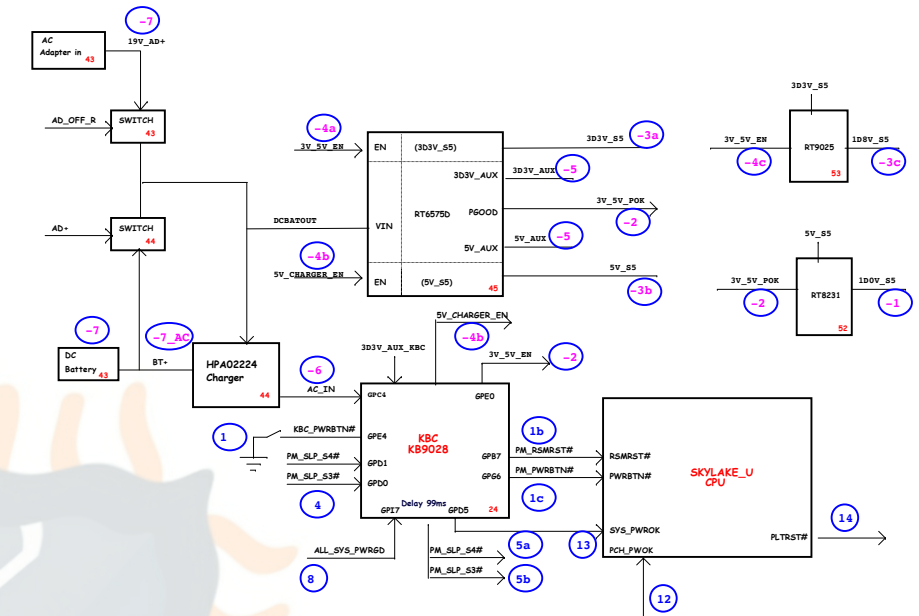 -7
AC
Adapter in 43
19V_AD+
AD_OFF_R
SWITCH
43
AD+
SWITCH
44
-7
-7_AC
DC
Battery 43
BT+
HPA02224
Charger
44
-6
AC_IN
DCBATOUT
-4a
3V_5V_EN
-4b
5V_CHARGER_EN
EN
(3D3V_S5)
3D3V_AUX
VIN
RT6575D
PGOOD
5V_AUX
EN
(5V_S5)
45
3D3V_S5
-3a
3D3V_AUX
-5
3V_5V_POK
-2
5V_AUX
-5
5V_S5
-3b
3D3V_S5
3V_5V_EN
-4c
RT9025
53
1D8V_S5
-3c
5V_S5
3V_5V_POK
-2
RT8231
52
1D0V_S5
-1
5V_CHARGER_EN
-4b
3D3V_AUX_KBC
3V_5V_EN
-2
GPC4
GPE0
1
KBC_PWRBTN#
GPE4
KBC
KB9028
PM_SLP_S4#
GPD1
PM_SLP_S3#
GPD0
4
Delay 99ms
GPI7
GPD5
24
GPB7
GPG6
1b
PM_RSMRST#
PM_PWRBTN#
1c
RSMRST#
PWRBTN#
SKYLAKE_U
CPU
SYS_PWROK
PCH_PWOK
PLTRST#
14
13
12
ALL_SYS_PWRGD
8
PM_SLP_S4#
5a
PM_SLP_S3#
5b